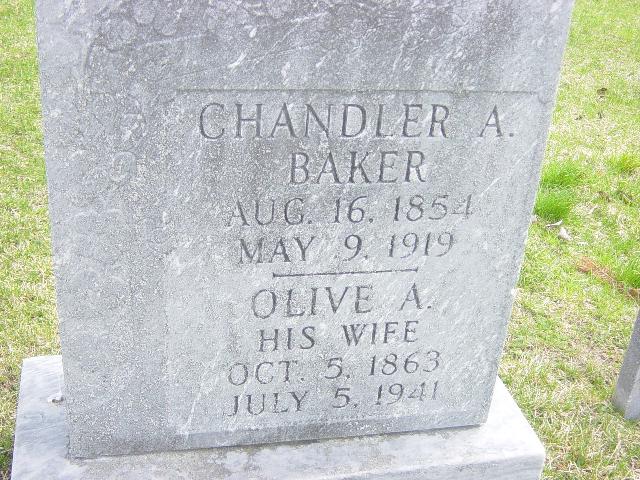 CHANDLER A.
BAKER
AUG. 16, 1854
MAY 9, 1919
OLIVE A.
HIS WIFE
OCT. 5, 1863
JULY 5, 1941